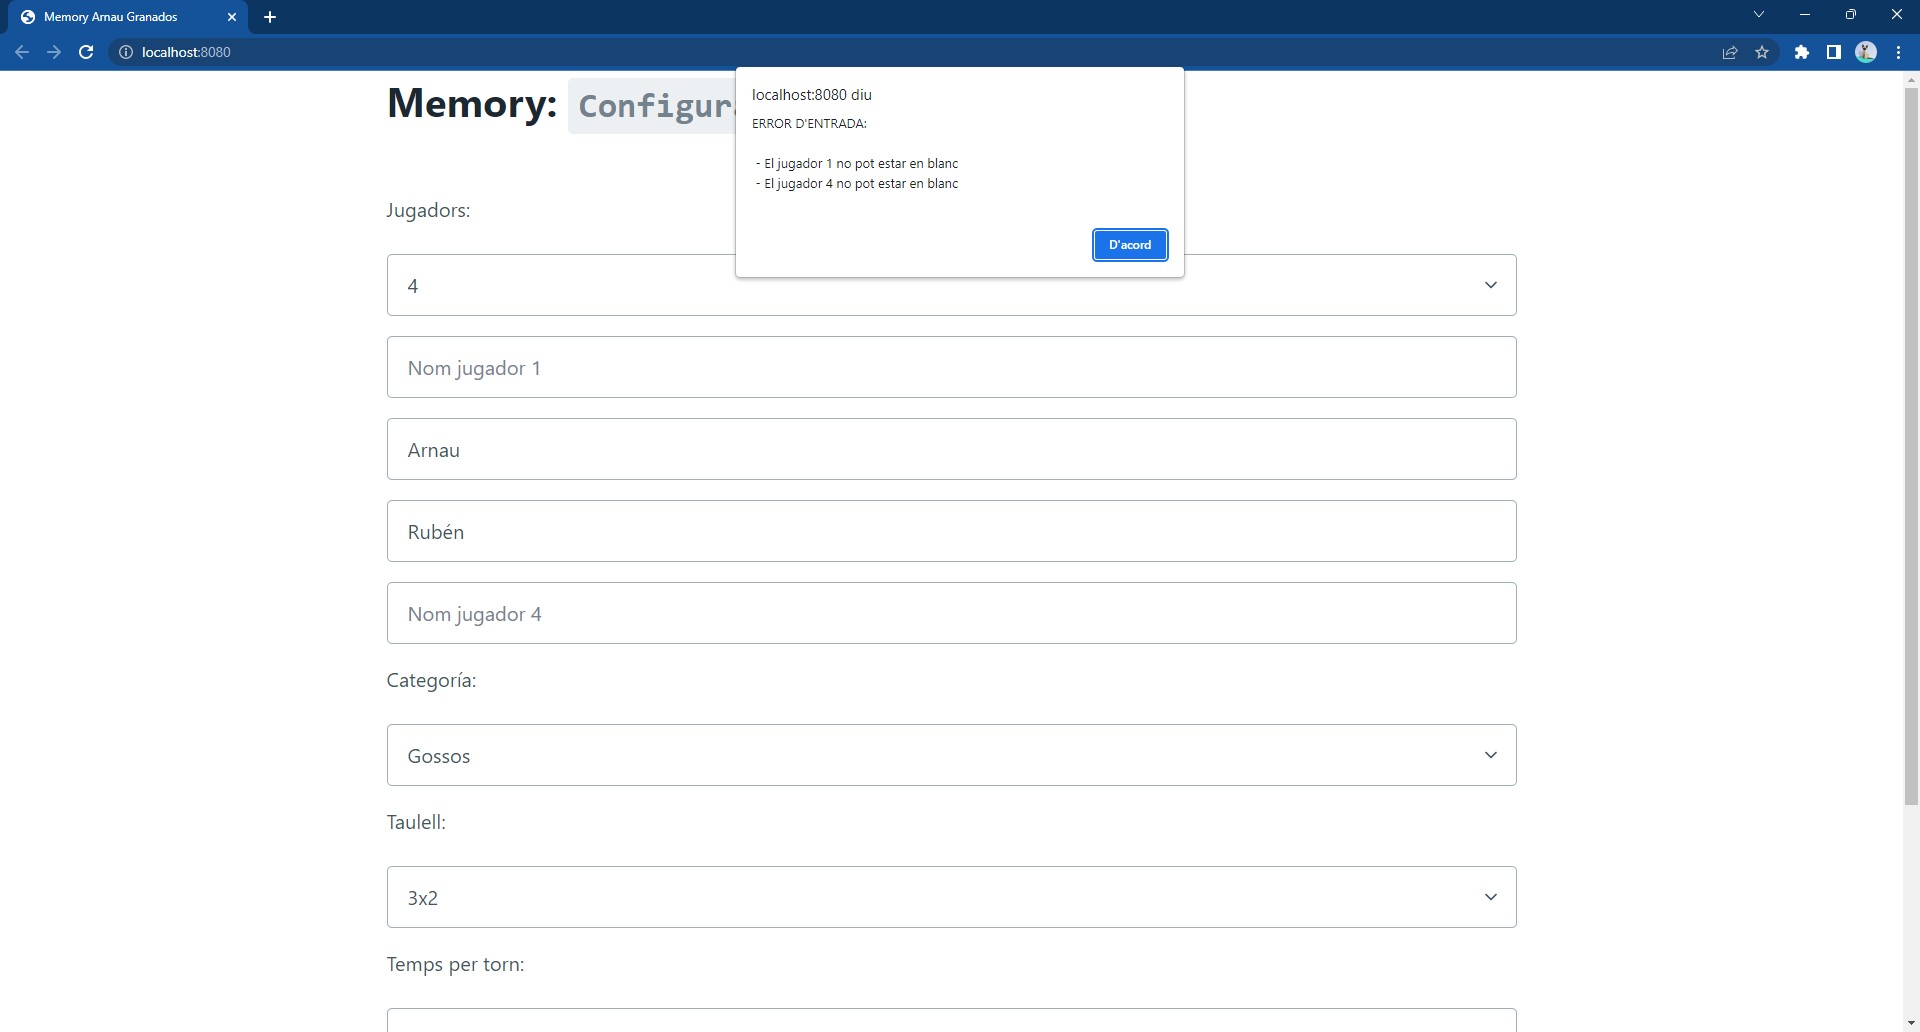 Memory Arnau Granados
localhost:8080
Memory: Configur
localhost:8080 diu
ERROR D'ENTRADA:
- El jugador 1 no pot estar en blanc
- El jugador 4 no pot estar en blanc
D'acord
Jugadors:
4
Nom jugador 1
Arnau
Rubén
Nom jugador 4
Categoría:
Gossos
Taulell:
3x2
Temps per torn: